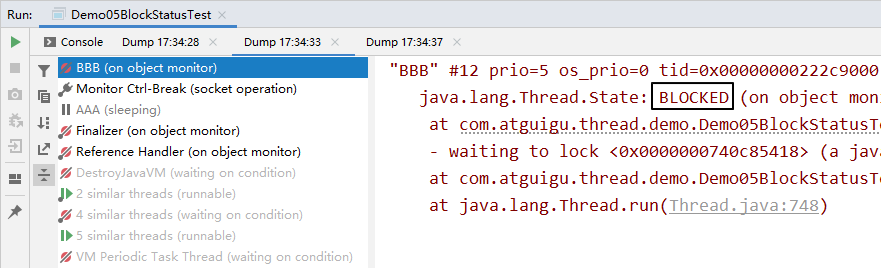 Run: Demo05BlockStatusTest
Console Dump 17:34:28 Dump 17:34:33 Dump 17:34:37
BBB (on object monitor)
Monitor Ctrl-Break (socket operation)
AAA (sleeping)
Finalizer (on object monitor)
Reference Handler (on object monitor)
DestroyJavaVM (waiting on condition)
2 similar threads (runnable)
4 similar threads (waiting on condition)
5 similar threads (runnable)
VM Periodic Task Thread (waiting on condition)
"BBB" #12 prio=5 os_prio=0 tid=0x00000000222c9000
java.lang.Thread.State: BLOCKED (on object moni
at com.atguigu.thread.demo.Demo05BlockStatusTe
- waiting to lock <0x0000000740c85418> (a java
at com.atguigu.thread.demo.Demo05BlockStatusTe
at java.lang.Thread.run(Thread.java:748)